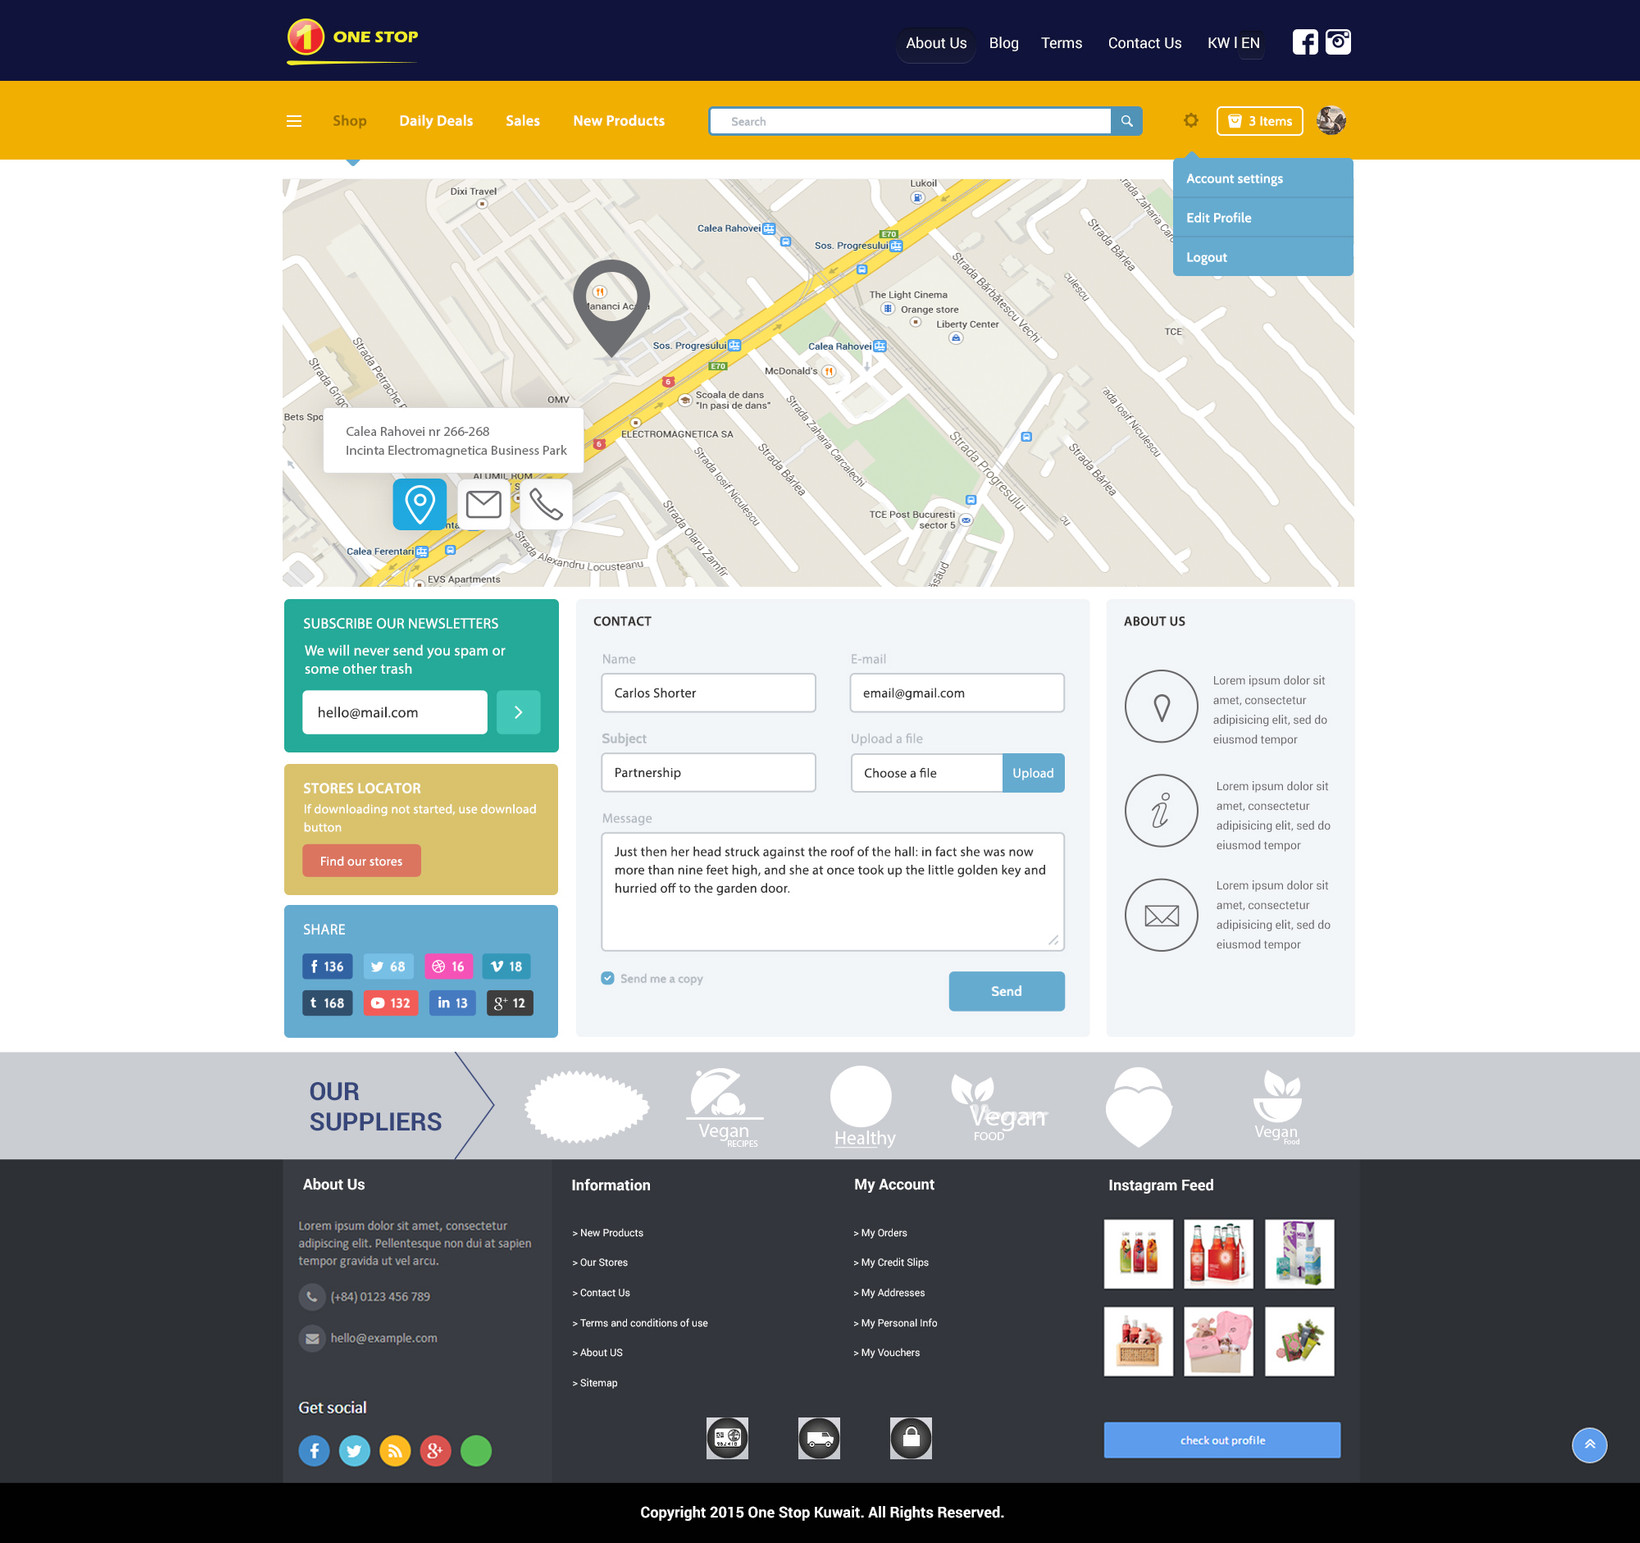 1 ONE STOP
About Us Blog Terms Contact Us KW | EN
Shop Daily Deals Sales New Products Search 3 Items
Account settings
Edit Profile
Logout
Dixi Travel
Lukoil
Calea Rahovei
E70
Sos. Progresului
Strada Bârlea
Strada Bărbătescu Vechi
The Light Cinema
Orange store
Liberty Center
TCE
Sos. Progresului
Calea Rahovei
E70
McDonald's
6
Scoala de dans
"In pasi de dans"
OMV
ELECTROMAGNETICA SA
6
Strada Petrache
Strada Zaharia Carcalechi
Strada Zaharia Carcalechi
Strada Iosif Niculescu
Strada Progresului
Strada Bârlea
Calea Rahovei nr 266-268
Incinta Electromagnetica Business Park
TCE Post Bucuresti
sector 5
Strada Olaru Zamfir
Calea Ferentari
Strada Alexandru Locusteanu
EVS Apartments
SUBSCRIBE OUR NEWSLETTERS
We will never send you spam or
some other trash
hello@mail.com
STORES LOCATOR
If downloading not started, use download
button
Find our stores
SHARE
136 68 16 18
168 132 13 12
CONTACT
Name E-mail
Carlos Shorter email@gmail.com
Subject Upload a file
Partnership Choose a file Upload
Message
Just then her head struck against the roof of the hall: in fact she was now
more than nine feet high, and she at once took up the little golden key and
hurried off to the garden door.
Send me a copy
Send
ABOUT US
Lorem ipsum dolor sit
amet, consectetur
adipisicing elit, sed do
eiusmod tempor
Lorem ipsum dolor sit
amet, consectetur
adipisicing elit, sed do
eiusmod tempor
Lorem ipsum dolor sit
amet, consectetur
adipisicing elit, sed do
eiusmod tempor
OUR
SUPPLIERS
Vegan
RECIPES
Healthy
Vegan
FOOD
Vegan
Food
About Us
Lorem ipsum dolor sit amet, consectetur
adipiscing elit. Pellentesque non dui at sapien
tempor gravida ut vel arcu.
(+84) 0123 456 789
hello@example.com
Get social
Information
> New Products
> Our Stores
> Contact Us
> Terms and conditions of use
> About US
> Sitemap
My Account
> My Orders
> My Credit Slips
> My Addresses
> My Personal Info
> My Vouchers
Instagram Feed
check out profile
Copyright 2015 One Stop Kuwait. All Rights Reserved.